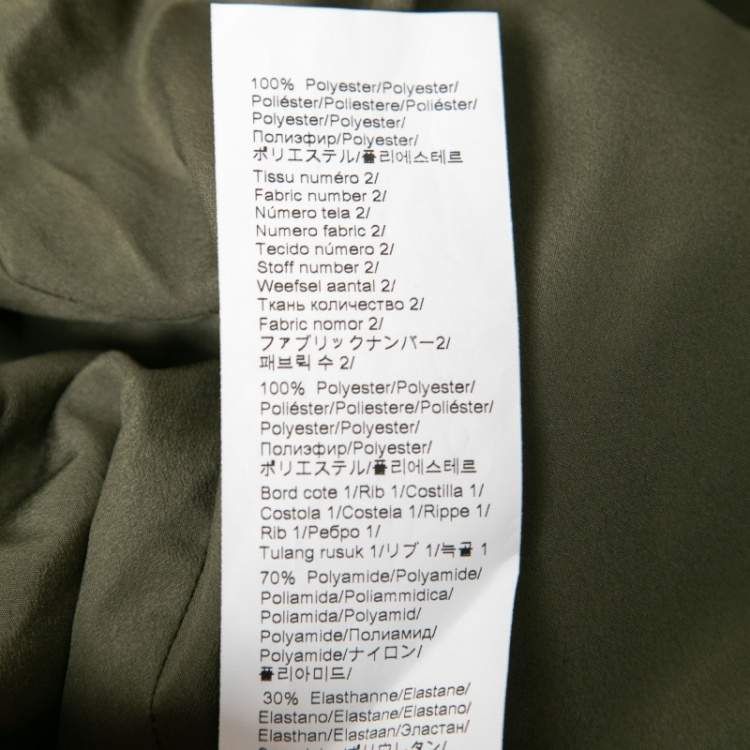 100% Polyester/Polyester/
Poliéster/Poliestere/Poliéster/
Polyester/Polyester/
Полиэфир/Polyester/
ポリエステル/폴리에스테르
Tissu numéro 2/
Fabric number 2/
Número tela 2/
Numero fabric 2/
Tecido número 2/
Stoff number 2/
Weefsel aantal 2/
Ткань количество 2/
Fabric nomor 2/
ファブリックナンバー2/
패브릭 수 2/
100% Polyester/Polyester/
Poliéster/Poliestere/Poliéster/
Polyester/Polyester/
Полиэфир/Polyester/
ポリエステル/폴리에스테르
Bord cote 1/Rib 1/Costilla 1/
Costola 1/Costela 1/Rippe 1/
Rib 1/Ребро 1/
Tulang rusuk 1/リブ 1/늑골 1
70% Polyamide/Polyamide/
Poliamida/Poliammidica/
Poliamida/Polyamid/
Polyamide/Полиамид/
Polyamide/ナイロン/
폴리아미드/
30% Elasthanne/Elastane/
Elastano/Elastane/Elastano/
Elasthan/Elastaan/Эластан/